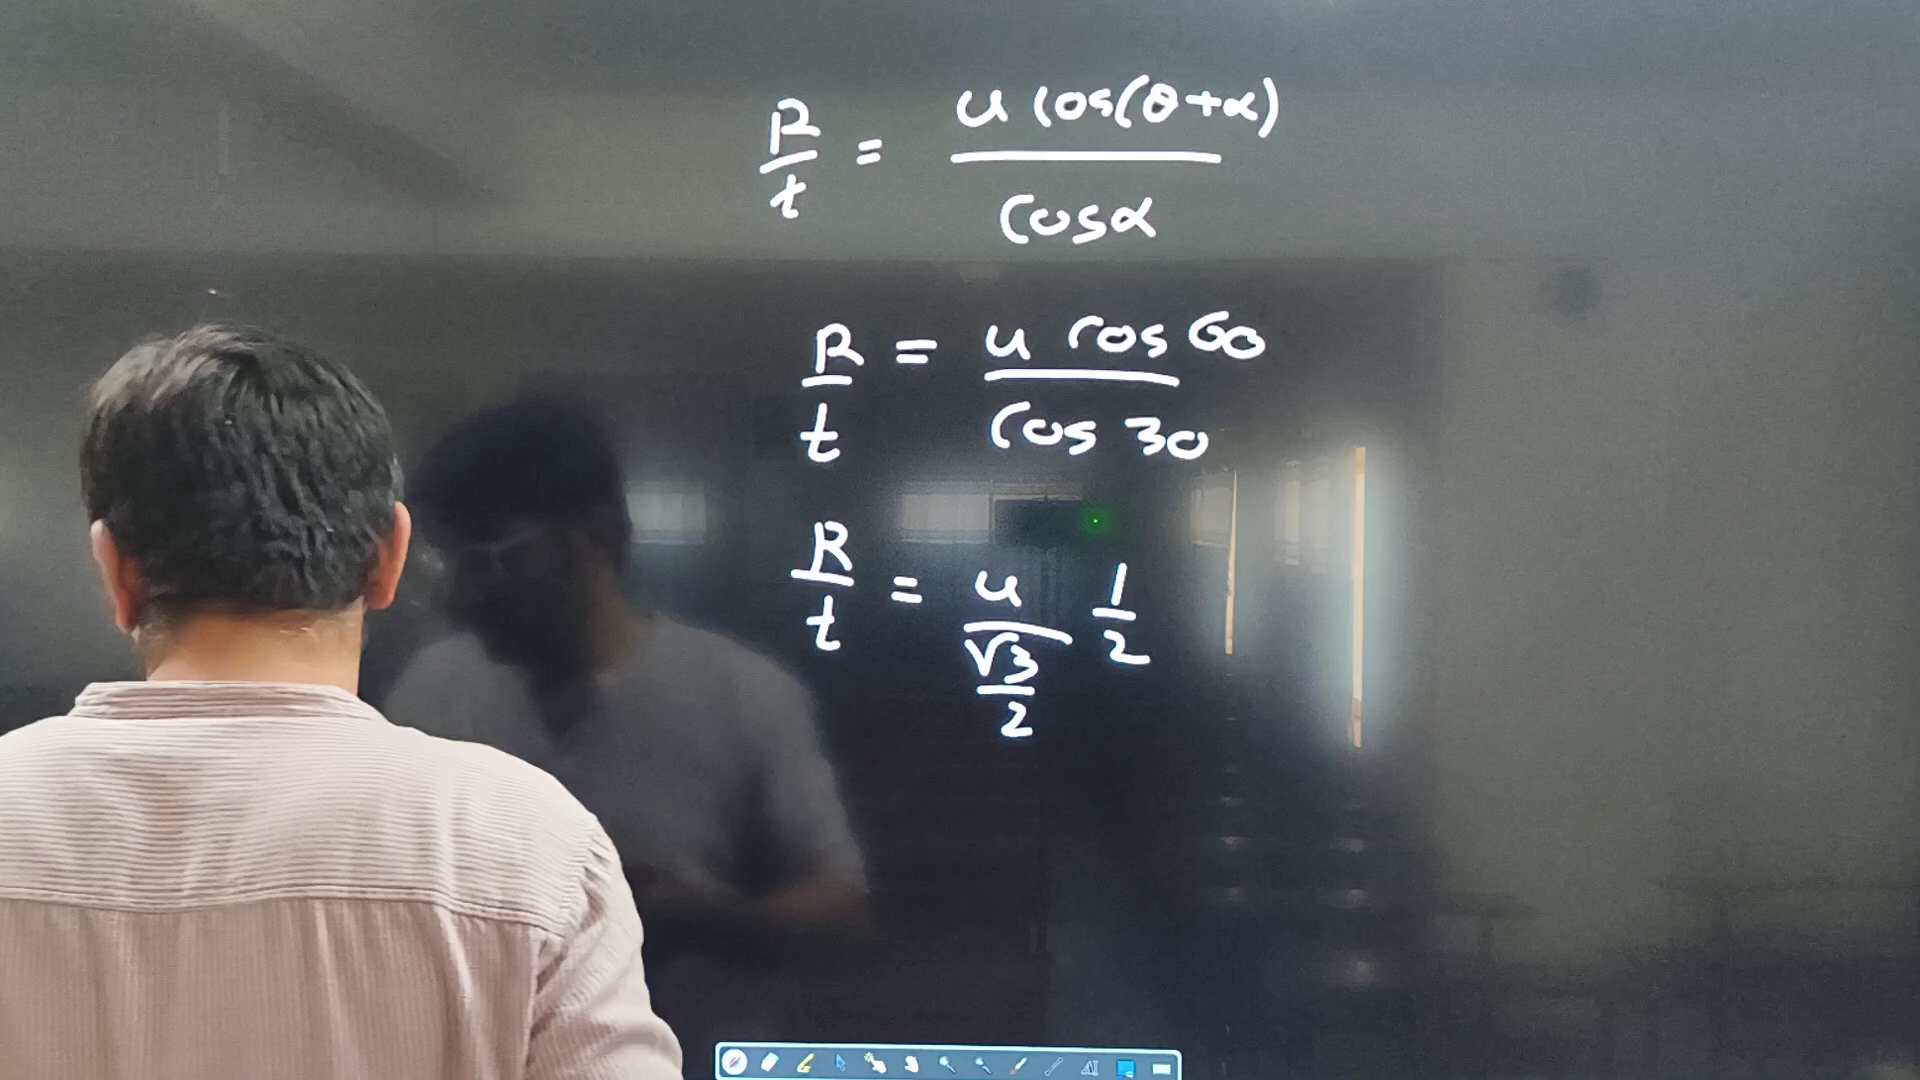 R/t = u cos(θ+α) / cosα
R/t = u cos 60 / cos 30
R/t = u / (√3/2) 1/2